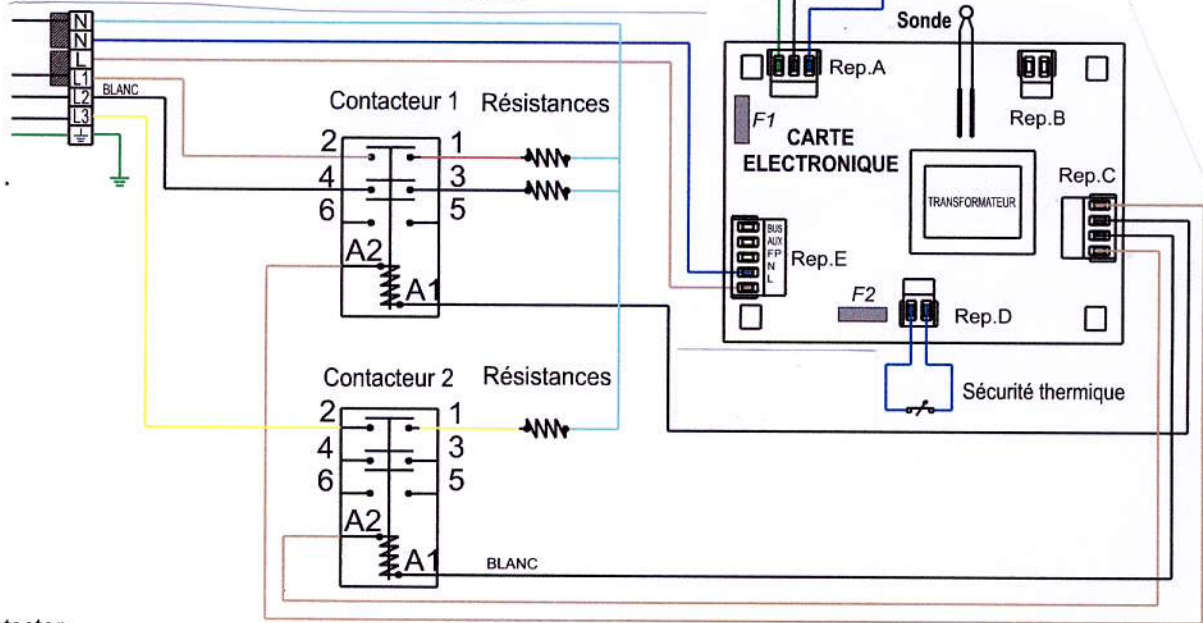 N
N
L
L1
L2
L3
BLANC
Contacteur 1
Résistances
2
1
4
3
6
5
A2
A1
Contacteur 2
Résistances
2
1
4
3
6
5
A2
A1
BLANC
Sonde
Rep.A
Rep.B
F1
CARTE
ELECTRONIQUE
Rep.C
TRANSFORMATEUR
BUS
AUX
FP
N
L
Rep.E
F2
Rep.D
Sécurité thermique